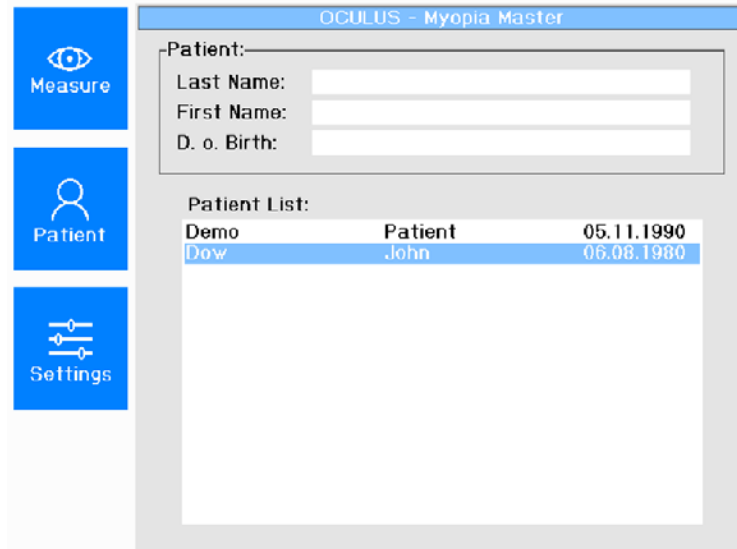 OCULUS - Myopia Master
Measure
Patient
Settings
Patient:
Last Name:
First Name:
D. o. Birth:
Patient List:
Demo Patient 05.11.1990
Dow John 06.08.1980